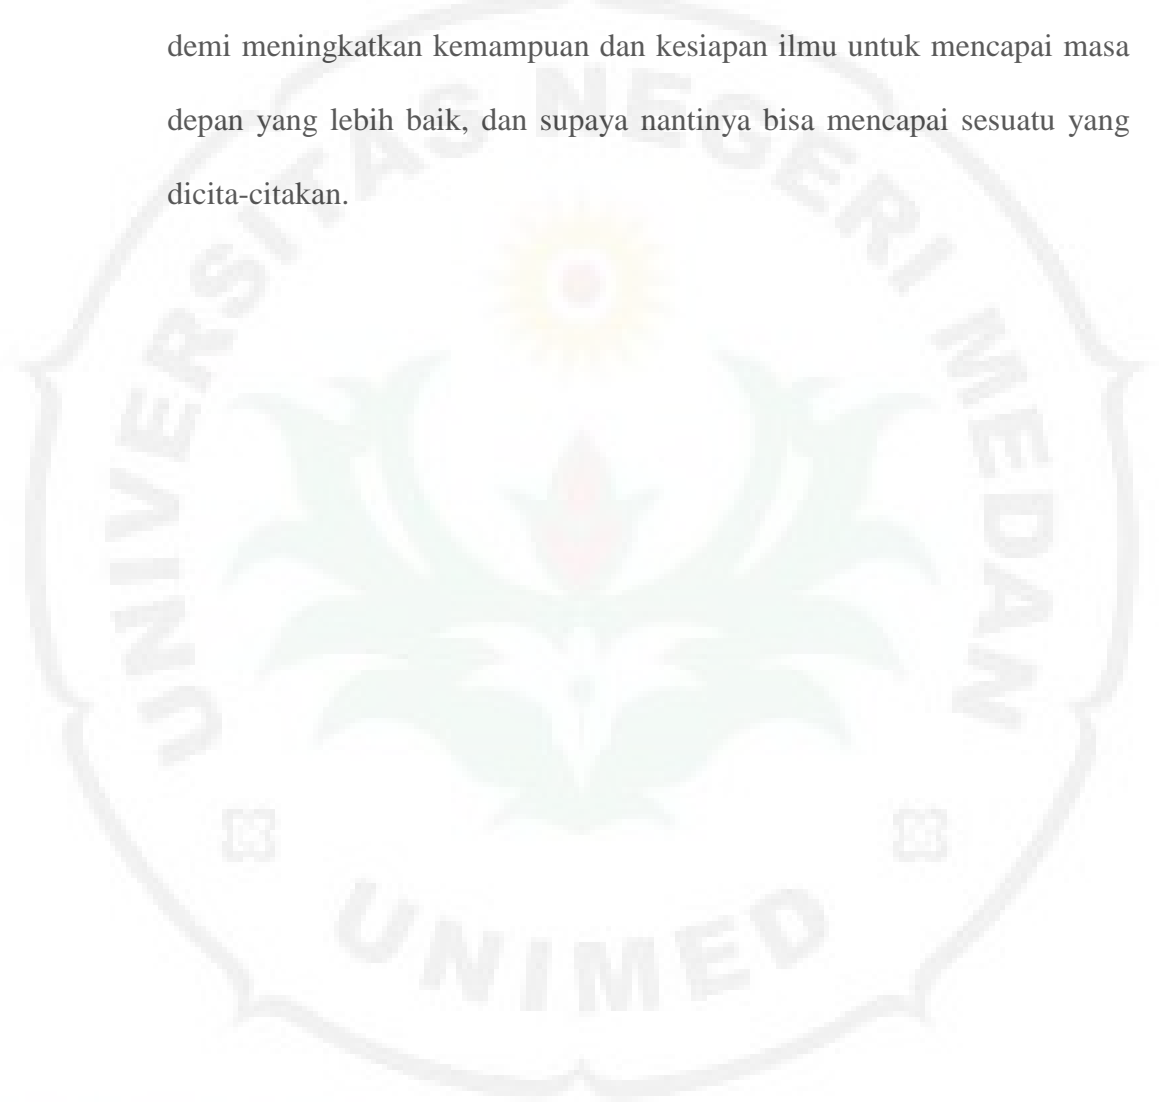 demi meningkatkan kemampuan dan kesiapan ilmu untuk mencapai masa
depan yang lebih baik, dan supaya nantinya bisa mencapai sesuatu yang
dicita-citakan.
UNIVERSITAS NEGERI MEDAN
UNIMED